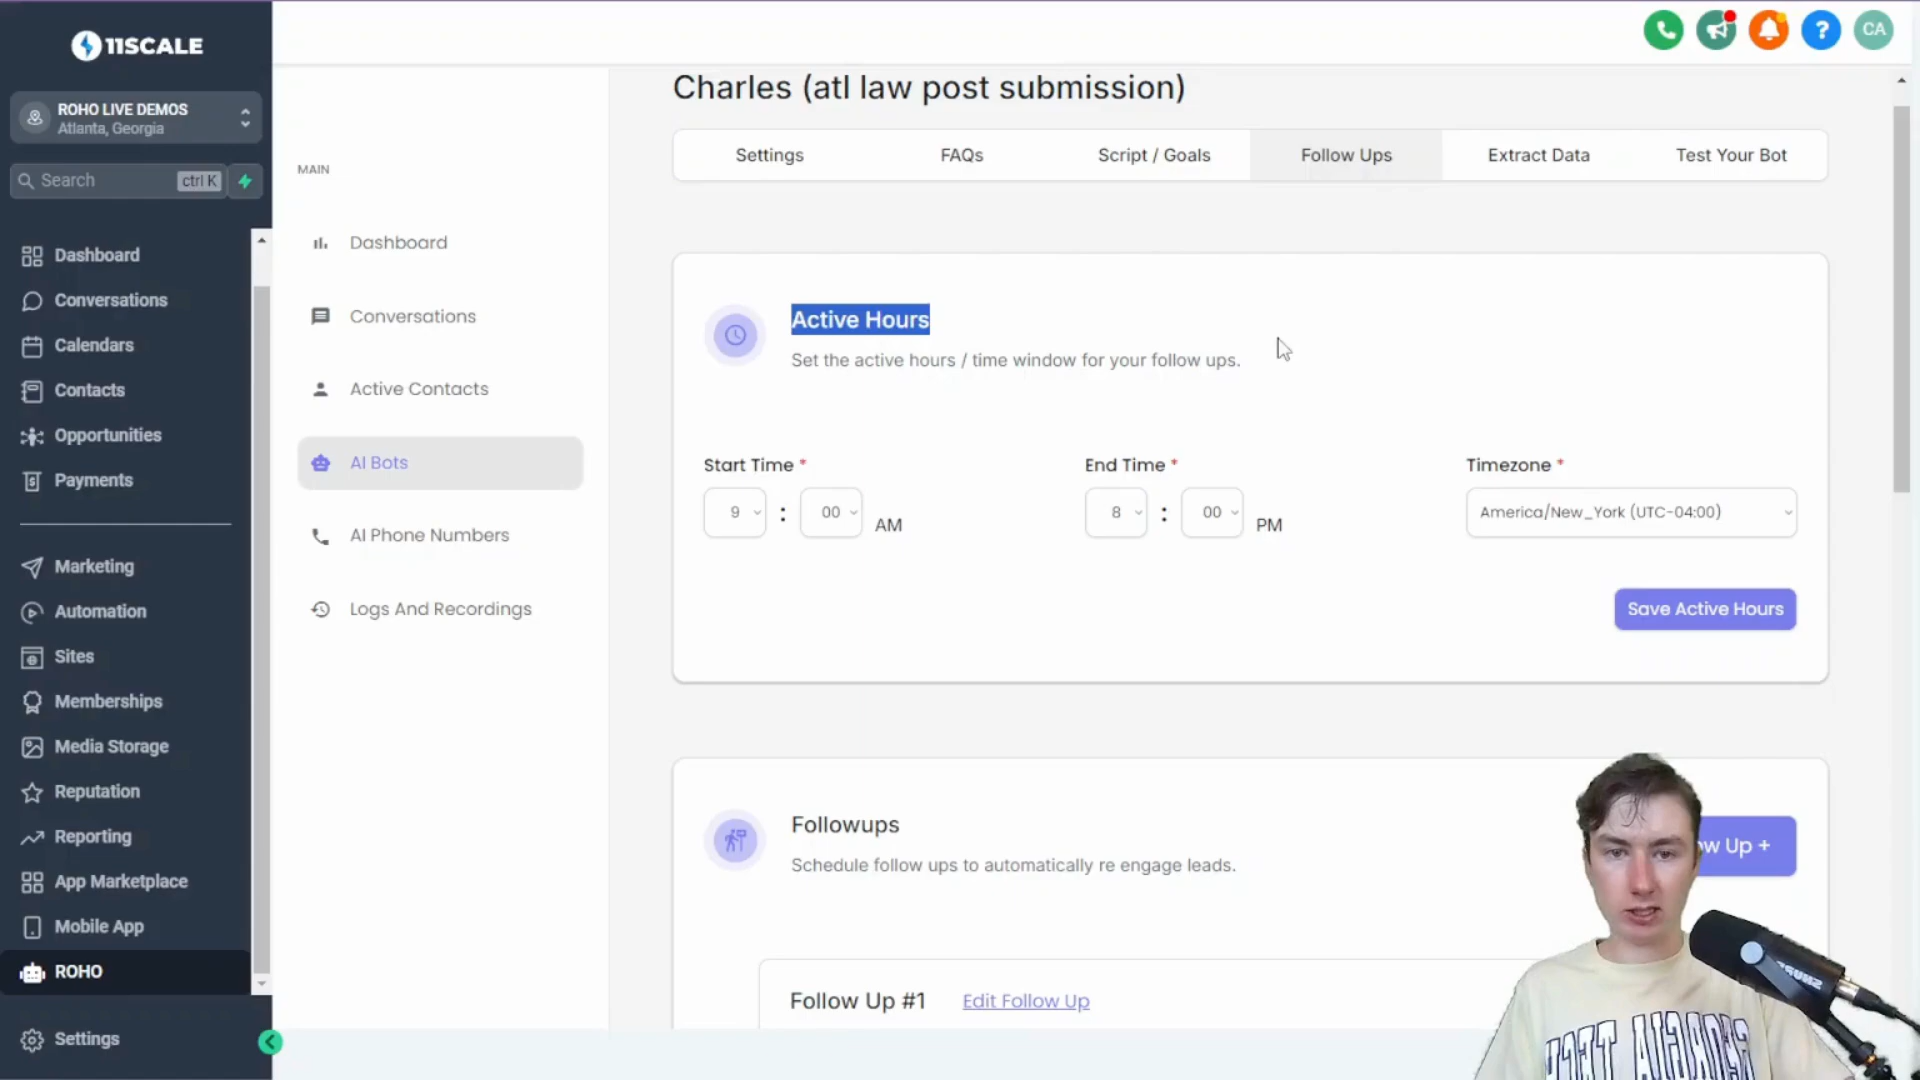 11SCALE
ROHO LIVE DEMOS
Atlanta, Georgia
Search
ctrl K
Dashboard
Conversations
Calendars
Contacts
Opportunities
Payments
Marketing
Automation
Sites
Memberships
Media Storage
Reputation
Reporting
App Marketplace
Mobile App
ROHO
Settings
MAIN
Dashboard
Conversations
Active Contacts
AI Bots
AI Phone Numbers
Logs And Recordings
?
CA
Charles (atl law post submission)
Settings
FAQs
Script / Goals
Follow Ups
Extract Data
Test Your Bot
Active Hours
Set the active hours / time window for your follow ups.
Start Time *
9 : 00 AM
End Time *
8 : 00 PM
Timezone *
America/New_York (UTC-04:00)
Save Active Hours
Followups
Schedule follow ups to automatically re engage leads.
Up +
Follow Up #1
Edit Follow Up